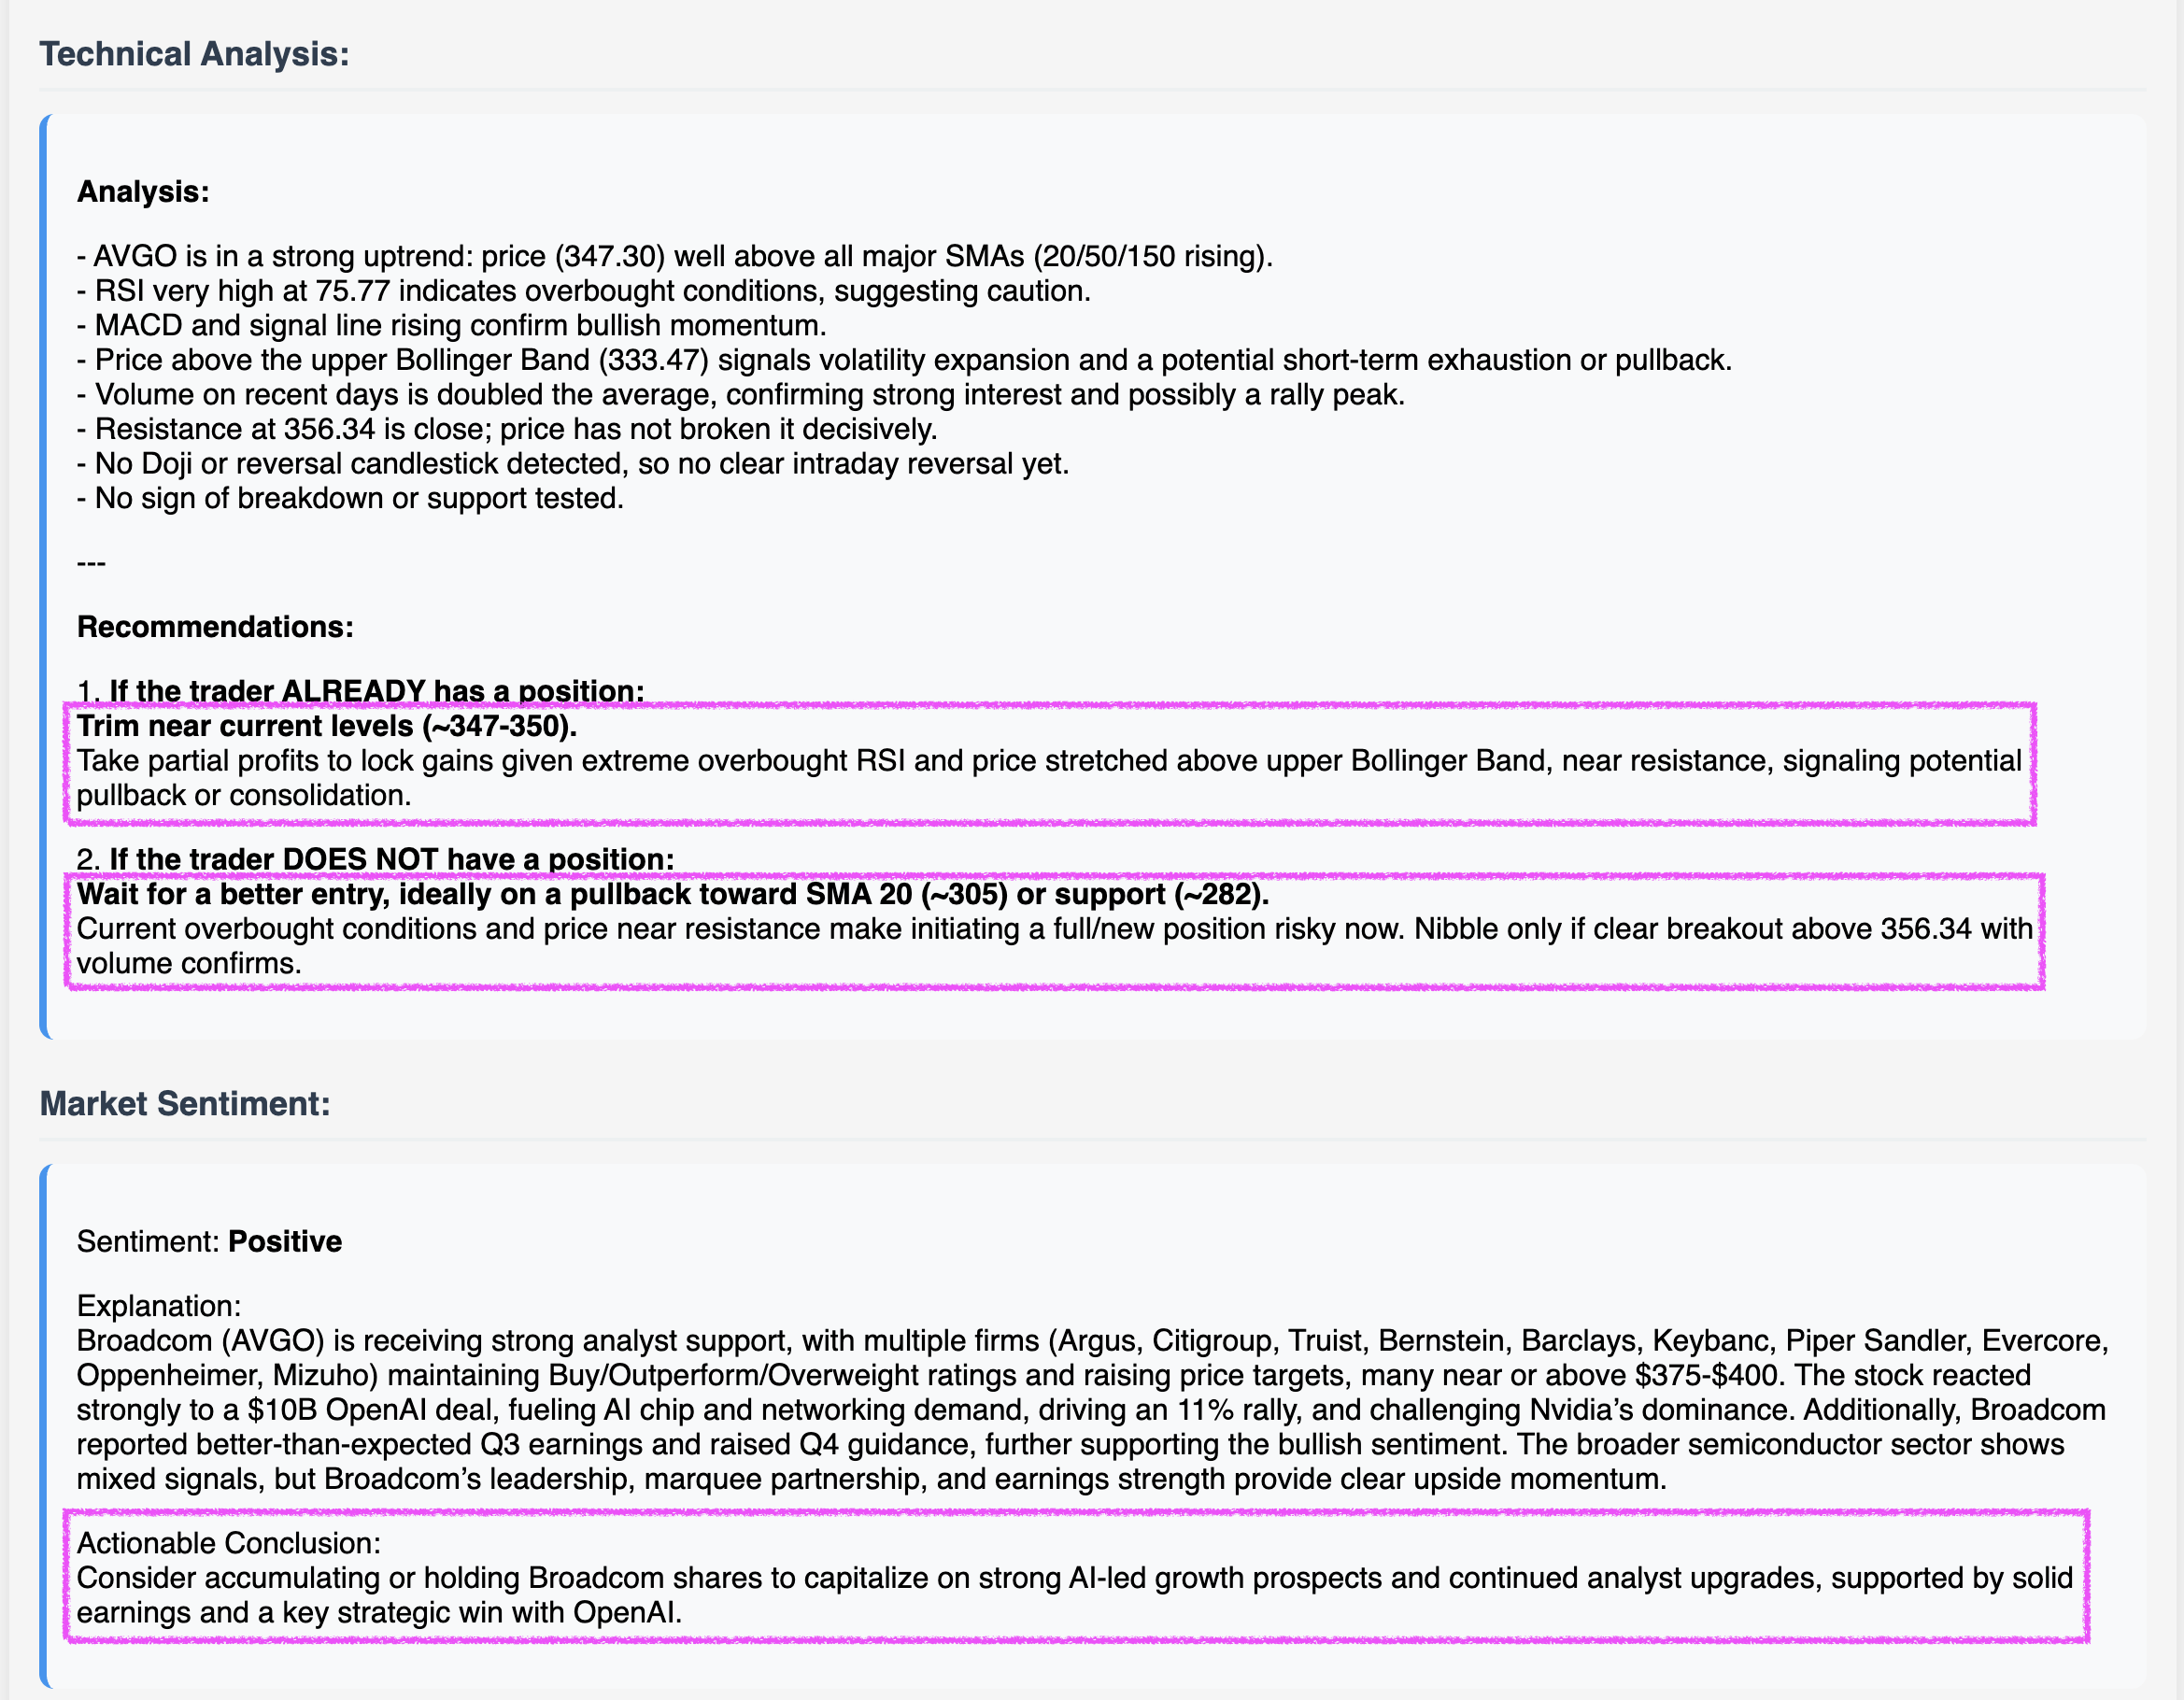 Technical Analysis:
Analysis:
- AVGO is in a strong uptrend: price (347.30) well above all major SMAs (20/50/150 rising).
- RSI very high at 75.77 indicates overbought conditions, suggesting caution.
- MACD and signal line rising confirm bullish momentum.
- Price above the upper Bollinger Band (333.47) signals volatility expansion and a potential short-term exhaustion or pullback.
- Volume on recent days is doubled the average, confirming strong interest and possibly a rally peak.
- Resistance at 356.34 is close; price has not broken it decisively.
- No Doji or reversal candlestick detected, so no clear intraday reversal yet.
- No sign of breakdown or support tested.
---
Recommendations:
1. If the trader ALREADY has a position:
Trim near current levels (~347-350).
Take partial profits to lock gains given extreme overbought RSI and price stretched above upper Bollinger Band, near resistance, signaling potential
pullback or consolidation.
2. If the trader DOES NOT have a position:
Wait for a better entry, ideally on a pullback toward SMA 20 (~305) or support (~282).
Current overbought conditions and price near resistance make initiating a full/new position risky now. Nibble only if clear breakout above 356.34 with
volume confirms.
Market Sentiment:
Sentiment: Positive
Explanation:
Broadcom (AVGO) is receiving strong analyst support, with multiple firms (Argus, Citigroup, Truist, Bernstein, Barclays, Keybanc, Piper Sandler, Evercore,
Oppenheimer, Mizuho) maintaining Buy/Outperform/Overweight ratings and raising price targets, many near or above $375-$400. The stock reacted
strongly to a $10B OpenAI deal, fueling AI chip and networking demand, driving an 11% rally, and challenging Nvidia’s dominance. Additionally, Broadcom
reported better-than-expected Q3 earnings and raised Q4 guidance, further supporting the bullish sentiment. The broader semiconductor sector shows
mixed signals, but Broadcom’s leadership, marquee partnership, and earnings strength provide clear upside momentum.
Actionable Conclusion:
Consider accumulating or holding Broadcom shares to capitalize on strong AI-led growth prospects and continued analyst upgrades, supported by solid
earnings and a key strategic win with OpenAI.